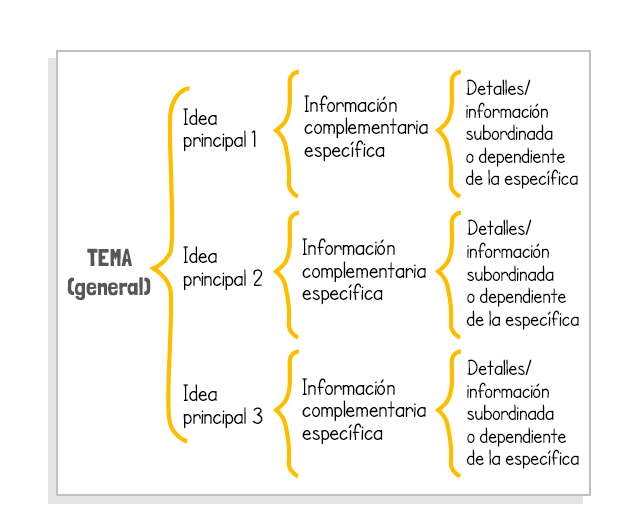 TEMA
(general)
Idea
principal 1
Información
complementaria
específica
Detalles/
información
subordinada
o dependiente
de la específica
Idea
principal 2
Información
complementaria
específica
Detalles/
información
subordinada
o dependiente
de la específica
Idea
principal 3
Información
complementaria
específica
Detalles/
información
subordinada
o dependiente
de la específica